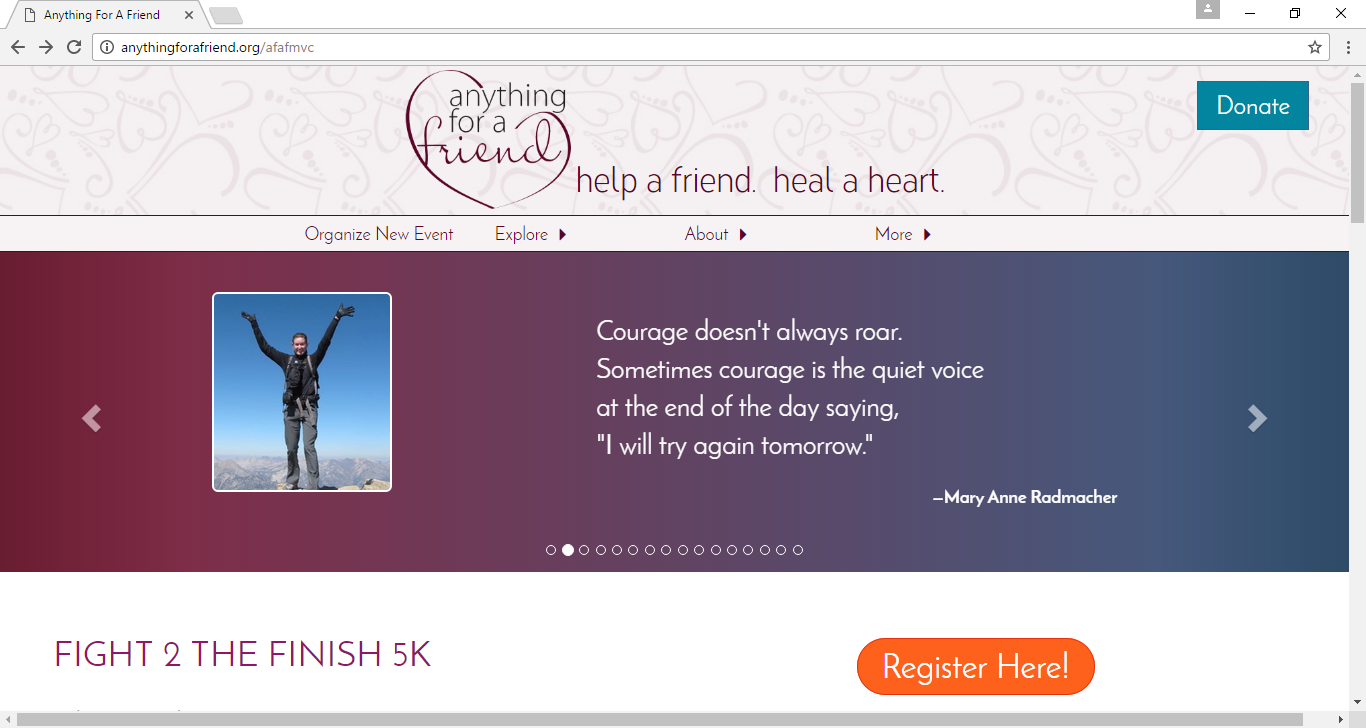 Anything For A Friend
anythingforafriend.org/afafmvc
anything
for a
friend
help a friend. heal a heart.
Donate
Organize New Event
Explore
About
More
Courage doesn't always roar.
Sometimes courage is the quiet voice
at the end of the day saying,
"I will try again tomorrow."
—Mary Anne Radmacher
FIGHT 2 THE FINISH 5K
Register Here!